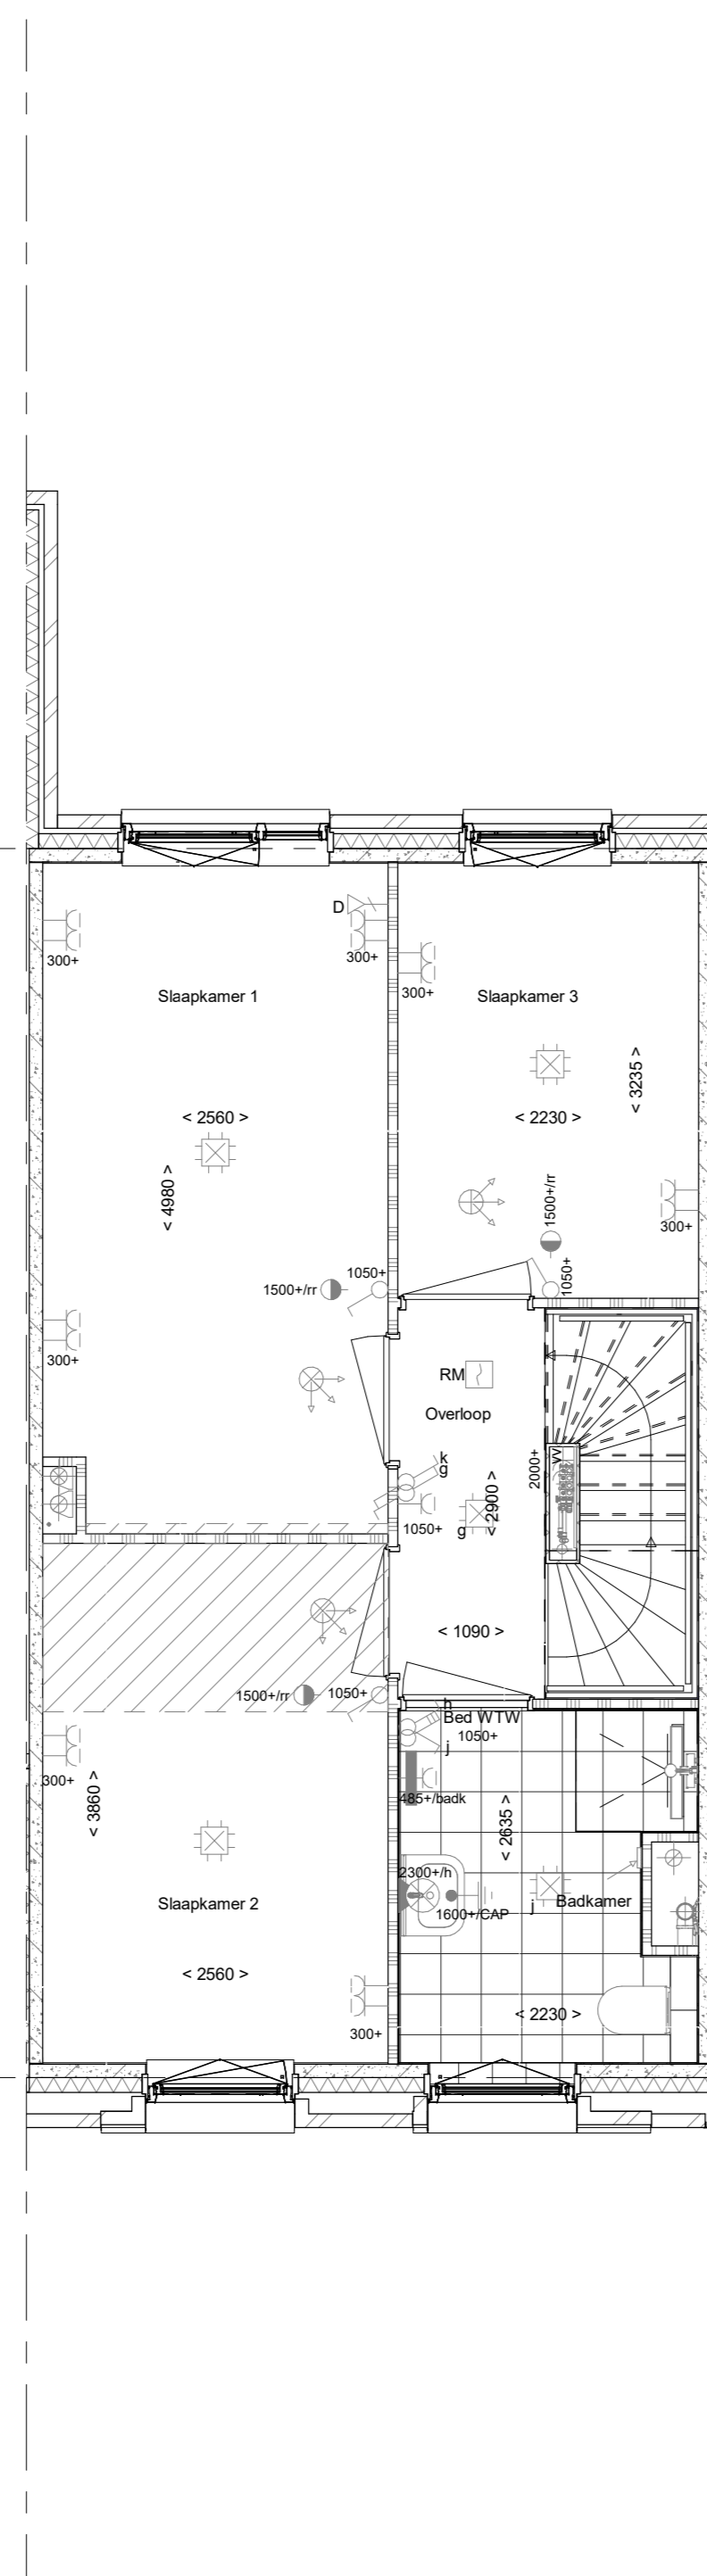 D
300+
300+
300+
Slaapkamer 1
Slaapkamer 3
< 3235 >
< 2560 >
< 2230 >
< 4980 >
1500+/rr
300+
1050+
1500+/rr
1050+
300+
RM
Overloop
k
g
2000+
VV
< 2900 >
1050+
g
< 1090 >
1500+/rr
1050+
h
Bed WTW
1050+
j
300+
< 3860 >
485+/badk
< 2635 >
2300+/h
1600+/CAP
j
Badkamer
Slaapkamer 2
< 2560 >
< 2230 >
300+